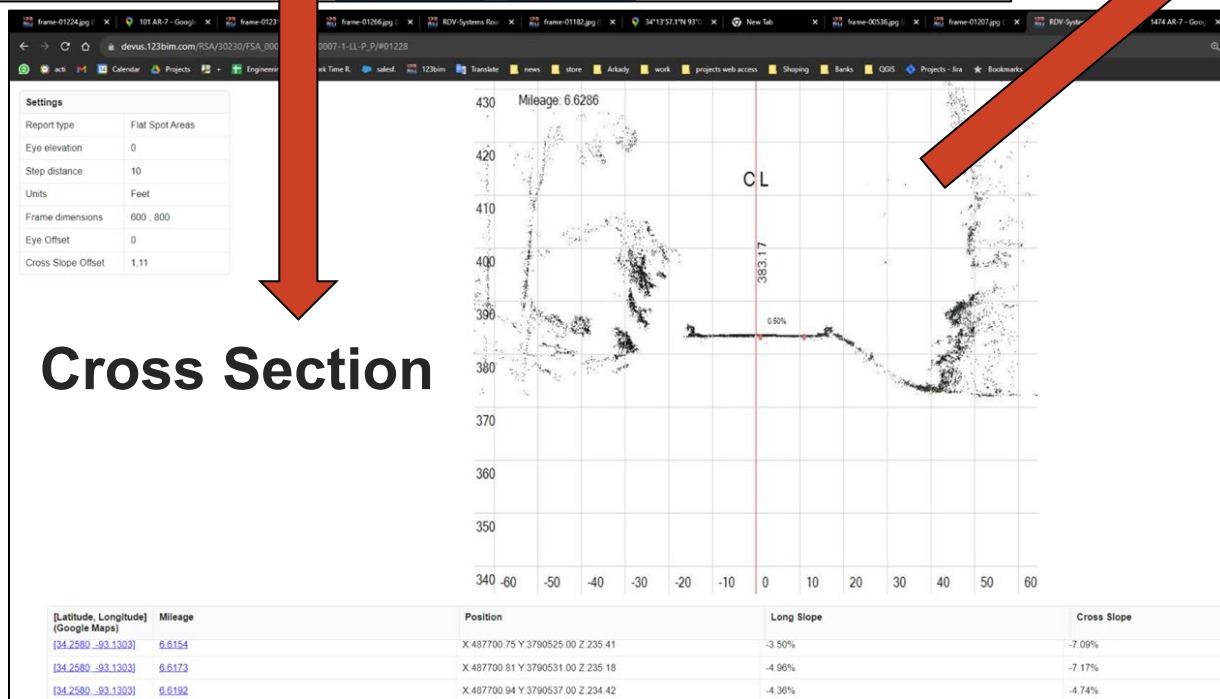 frame-01224.jpg (
101 AR-7 - Googl
frame-0123
frame-01266.jpg (
RDV-Systems Roa
frame-01182.jpg (
34°13'57.1"N 93°
New Tab
frame-00536.jpg (
frame-01207.jpg (
RDV-Syste
1474 AR-7 - Goog
devus.123bim.com/RSA/30230/FSA_000 0007-1-LL-P_P/#01228
acti
Calendar
Projects
+
Engineerin
rk Time R.
salesf.
123bim
Translate
news
store
Arkady
work
projects web access
Shoping
Banks
QGIS
Projects - Jira
Bookmarks
Settings
Report type Flat Spot Areas
Eye elevation 0
Step distance 10
Units Feet
Frame dimensions 600 , 800
Eye Offset 0
Cross Slope Offset 1,11
Cross Section
Mileage: 6.6286
C L
383.17
0.50%
430
420
410
400
390
380
370
360
350
340 -60 -50 -40 -30 -20 -10 0 10 20 30 40 50 60
[Latitude, Longitude] (Google Maps) Mileage Position Long Slope Cross Slope
[34.2580, -93.1303] 6.6154 X:487700.75 Y:3790525.00 Z:235.41 -3.50% -7.09%
[34.2580, -93.1303] 6.6173 X:487700.81 Y:3790531.00 Z:235.18 -4.96% -7.17%
[34.2580, -93.1303] 6.6192 X:487700.94 Y:3790537.00 Z:234.42 -4.36% -4.74%